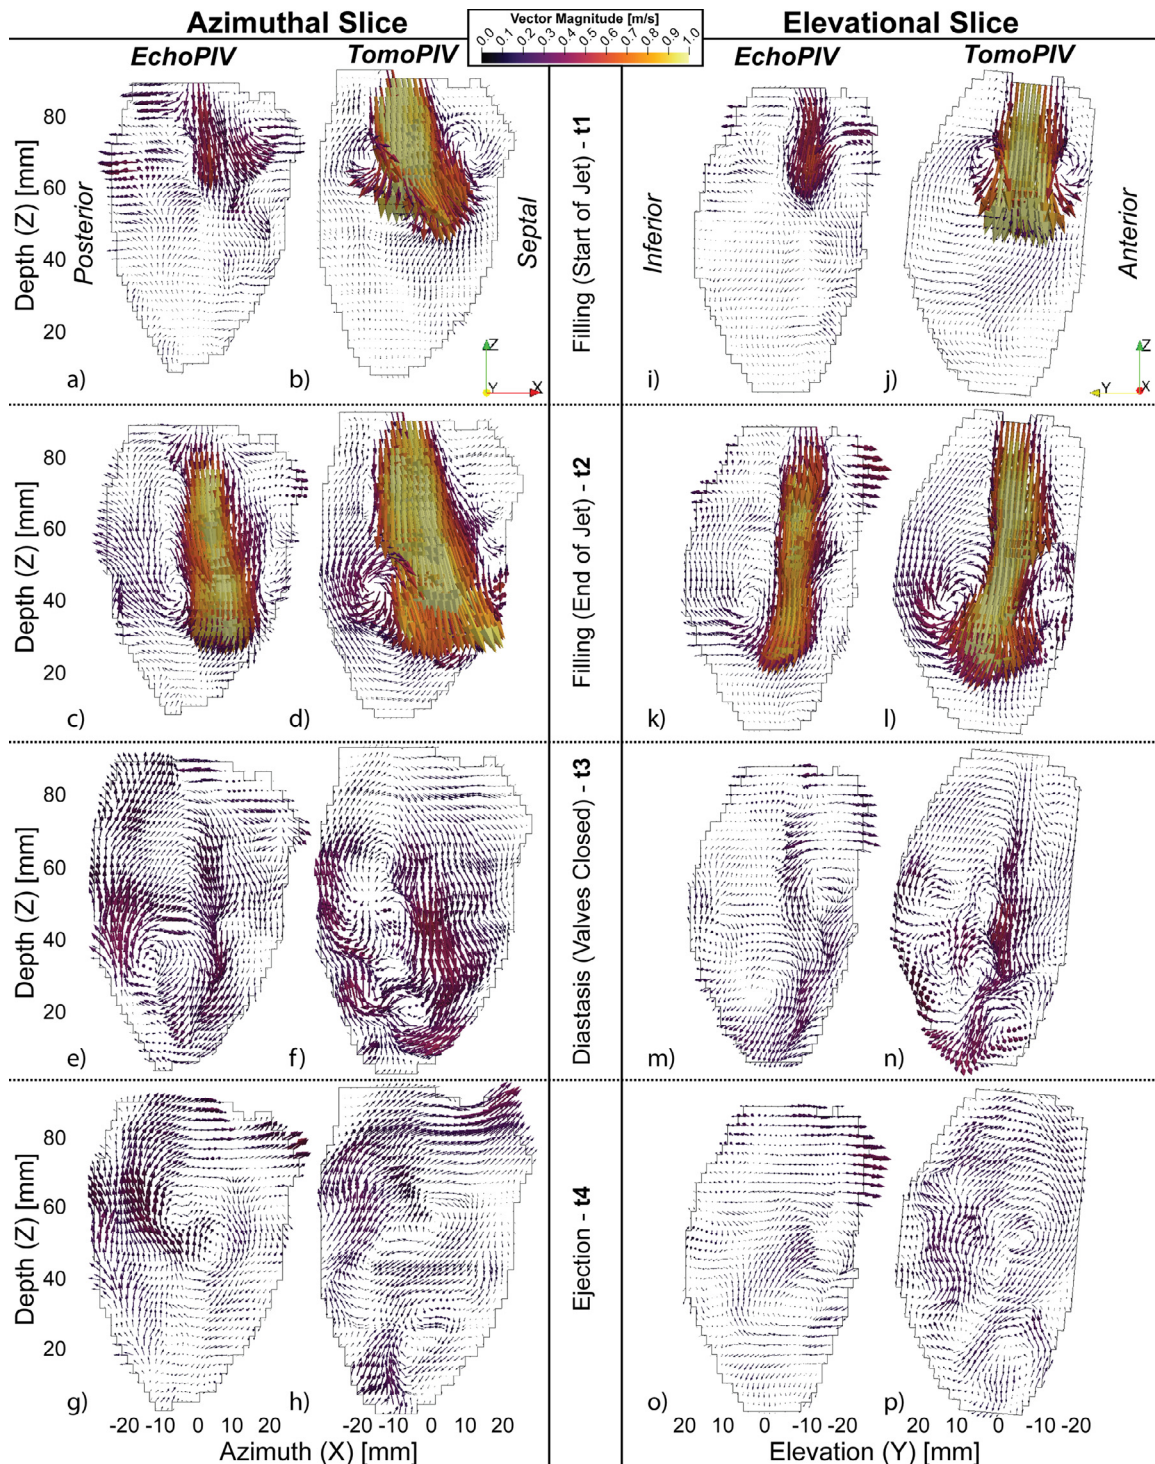 Azimuthal Slice
Vector Magnitude [m/s]
0.0 0.1 0.2 0.3 0.4 0.5 0.6 0.7 0.8 0.9 1.0
Elevational Slice
EchoPIV
TomoPIV
EchoPIV
TomoPIV
Depth (Z) [mm]
80
60
40
20
Posterior
Septal
a)
b)
Z
Y
X
Filling (Start of Jet) - t1
Inferior
Anterior
i)
j)
Z
Y
X
Depth (Z) [mm]
80
60
40
20
c)
d)
Filling (End of Jet) - t2
k)
l)
Depth (Z) [mm]
80
60
40
20
e)
f)
Diastasis (Valves Closed) - t3
m)
n)
Depth (Z) [mm]
80
60
40
20
g)
h)
Ejection - t4
o)
p)
-20 -10 0 10 20
-20 -10 0 10 20
Azimuth (X) [mm]
20 10 0 -10 -20
20 10 0 -10 -20
Elevation (Y) [mm]